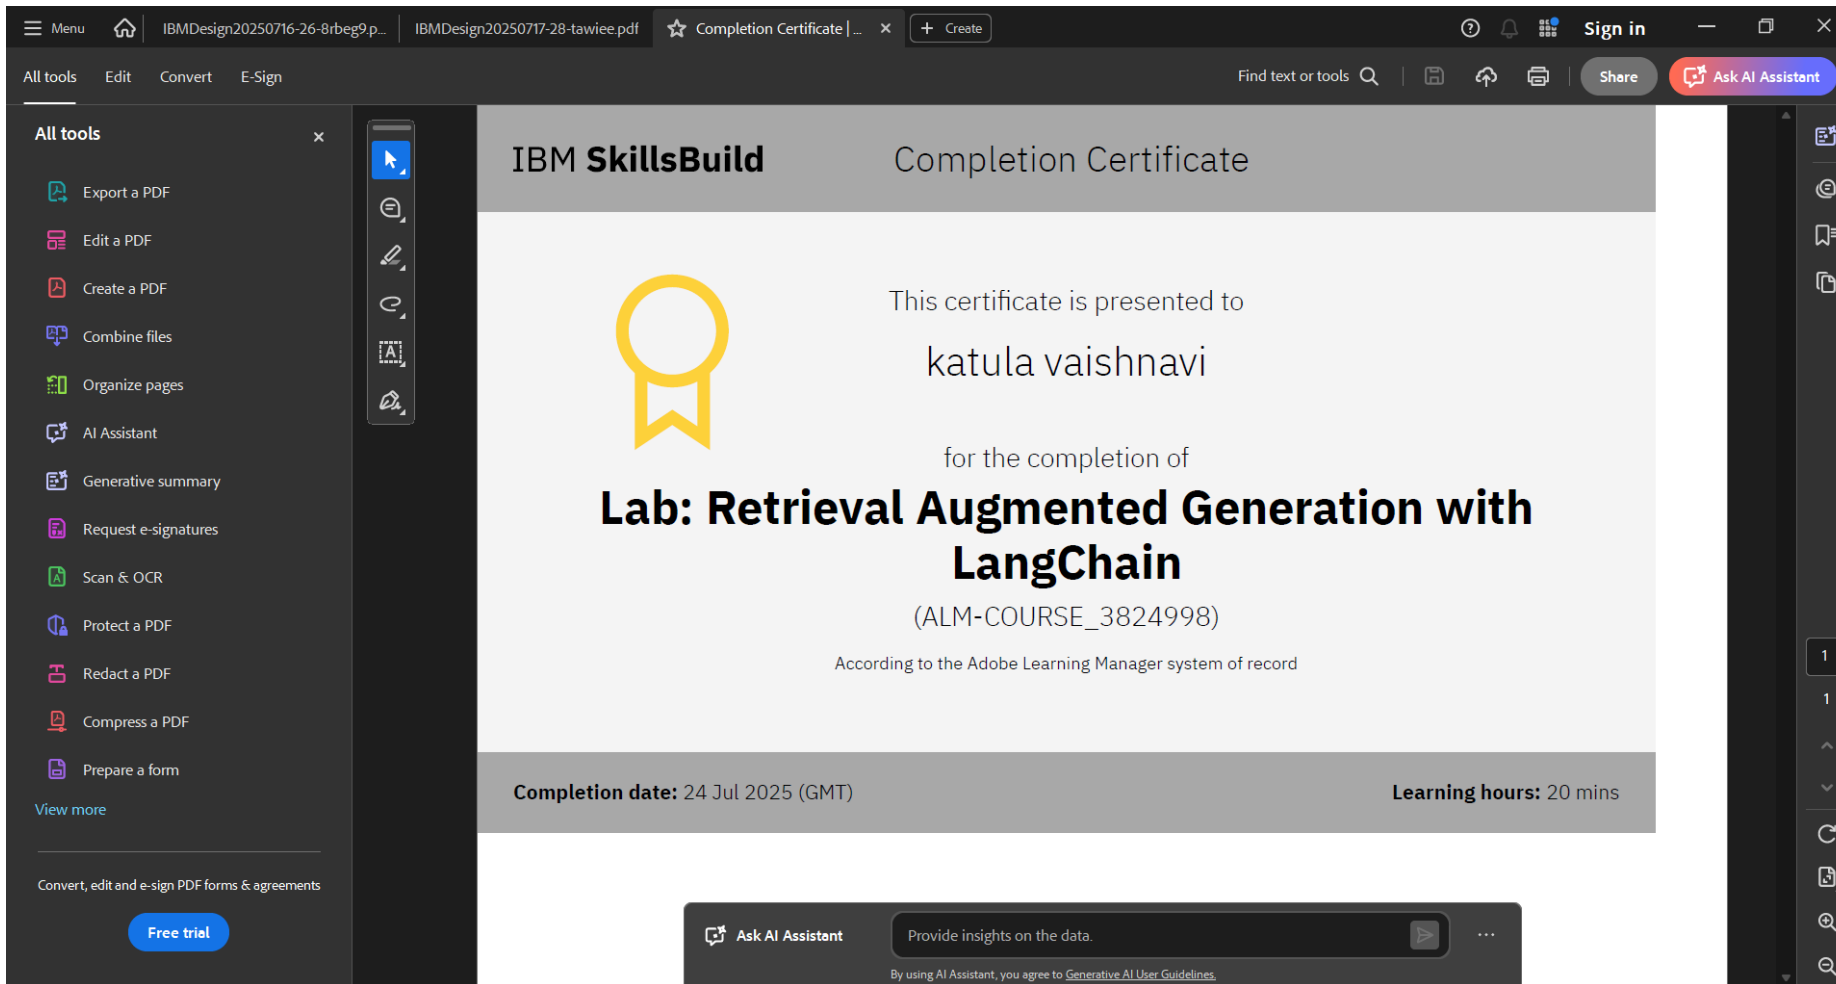 Menu
IBMDesign20250716-26-8rbeg9.p...
IBMDesign20250717-28-tawiee.pdf
Completion Certificate | ...
Create
Sign in
All tools
Edit
Convert
E-Sign
Find text or tools
Share
Ask AI Assistant
All tools
Export a PDF
Edit a PDF
Create a PDF
Combine files
Organize pages
AI Assistant
Generative summary
Request e-signatures
Scan & OCR
Protect a PDF
Redact a PDF
Compress a PDF
Prepare a form
View more
Convert, edit and e-sign PDF forms & agreements
Free trial
IBM SkillsBuild
Completion Certificate
This certificate is presented to
katula vaishnavi
for the completion of
Lab: Retrieval Augmented Generation with
LangChain
(ALM-COURSE_3824998)
According to the Adobe Learning Manager system of record
Completion date: 24 Jul 2025 (GMT)
Learning hours: 20 mins
Ask AI Assistant
Provide insights on the data.
By using AI Assistant, you agree to Generative AI User Guidelines.
1
1